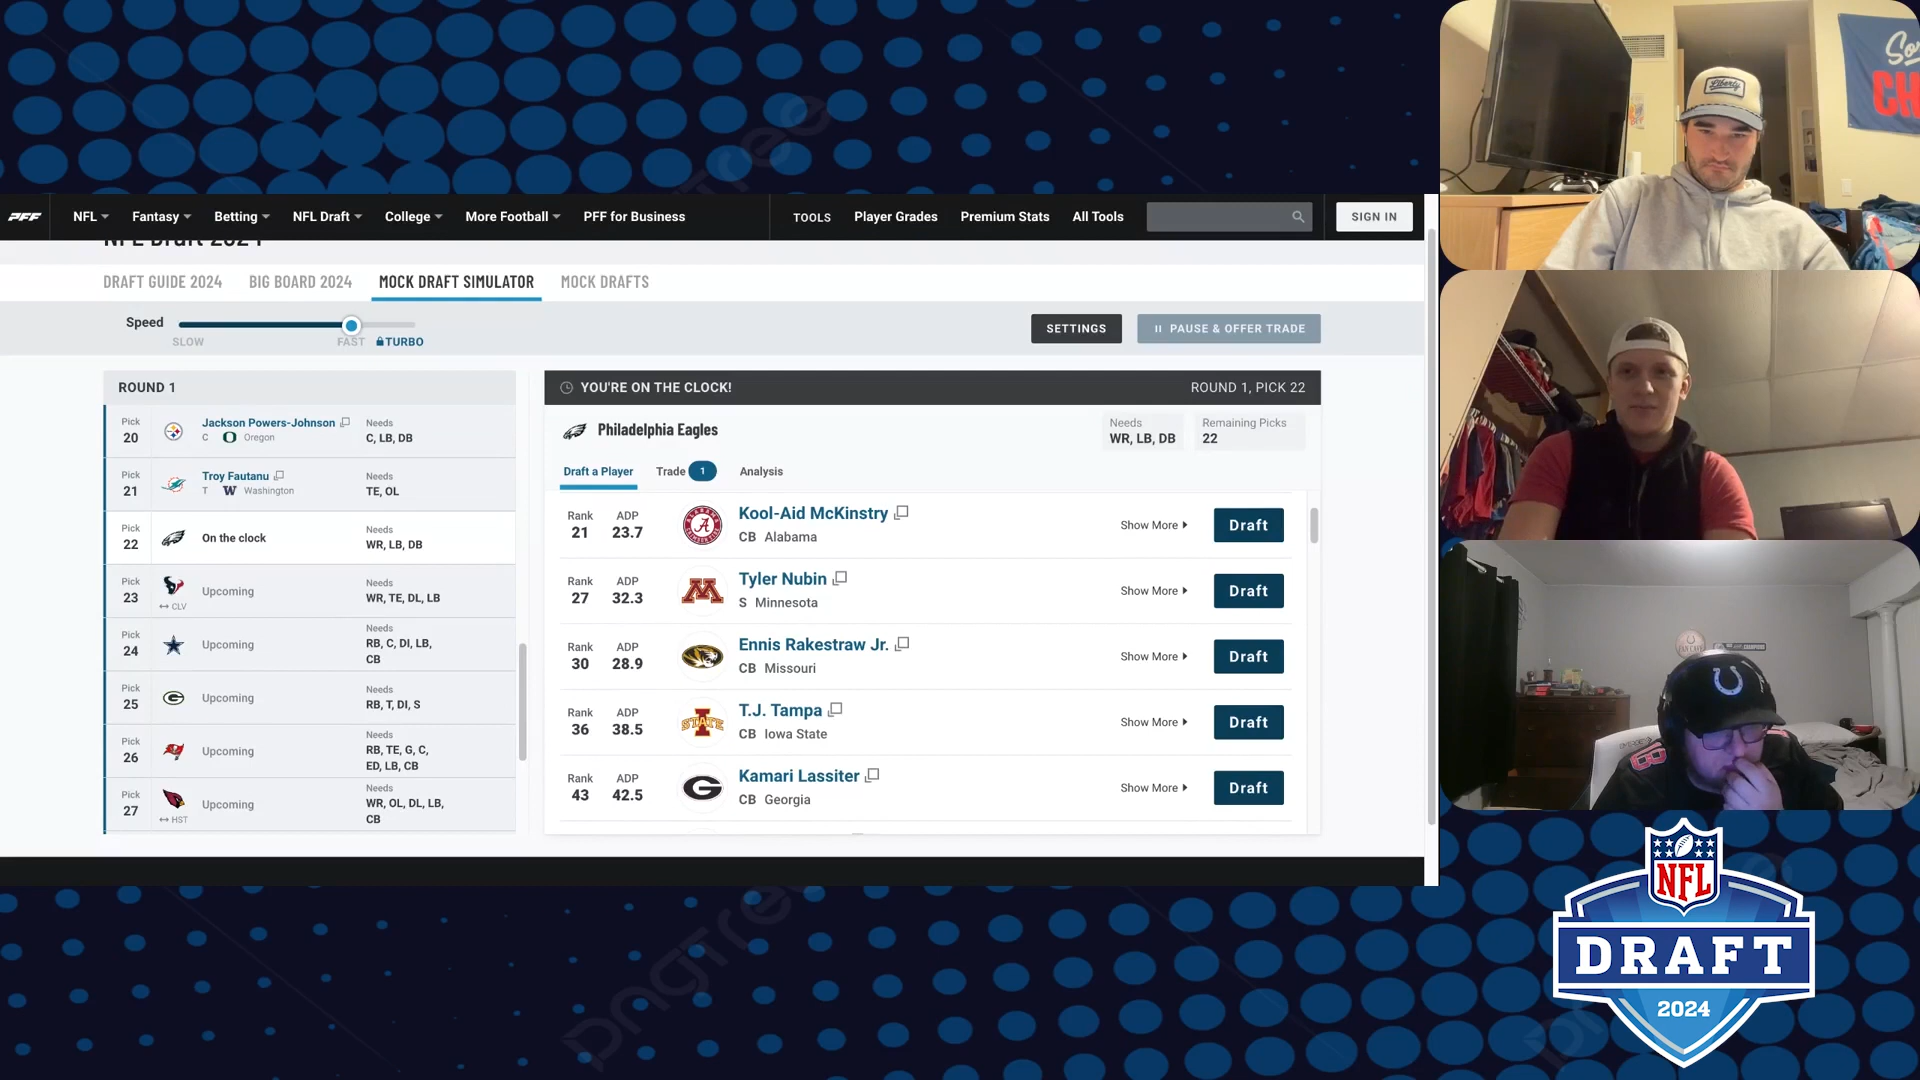 PFF
NFL
Fantasy
Betting
NFL Draft
College
More Football
PFF for Business
TOOLS
Player Grades
Premium Stats
All Tools
SIGN IN
NFL Draft 2024
DRAFT GUIDE 2024
BIG BOARD 2024
MOCK DRAFT SIMULATOR
MOCK DRAFTS
Speed
SLOW
FAST
TURBO
SETTINGS
PAUSE & OFFER TRADE
ROUND 1
Pick
20
Jackson Powers-Johnson
C Oregon
Needs
C, LB, DB
Pick
21
Troy Fautanu
T W Washington
Needs
TE, OL
Pick
22
On the clock
Needs
WR, LB, DB
Pick
23
↔ CLV
Upcoming
Needs
WR, TE, DL, LB
Pick
24
Upcoming
Needs
RB, C, DI, LB,
CB
Pick
25
Upcoming
Needs
RB, T, DI, S
Pick
26
Upcoming
Needs
RB, TE, G, C,
ED, LB, CB
Pick
27
↔ HST
Upcoming
Needs
WR, OL, DL, LB,
CB
YOU'RE ON THE CLOCK!
ROUND 1, PICK 22
Philadelphia Eagles
Needs
WR, LB, DB
Remaining Picks
22
Draft a Player
Trade 1
Analysis
Rank
21
ADP
23.7
Kool-Aid McKinstry
CB Alabama
Show More
Draft
Rank
27
ADP
32.3
Tyler Nubin
S Minnesota
Show More
Draft
Rank
30
ADP
28.9
Ennis Rakestraw Jr.
CB Missouri
Show More
Draft
Rank
36
ADP
38.5
STATE
T.J. Tampa
CB Iowa State
Show More
Draft
Rank
43
ADP
42.5
Kamari Lassiter
CB Georgia
Show More
Draft
Liberty
CH
NFL
DRAFT
2024
pngtree